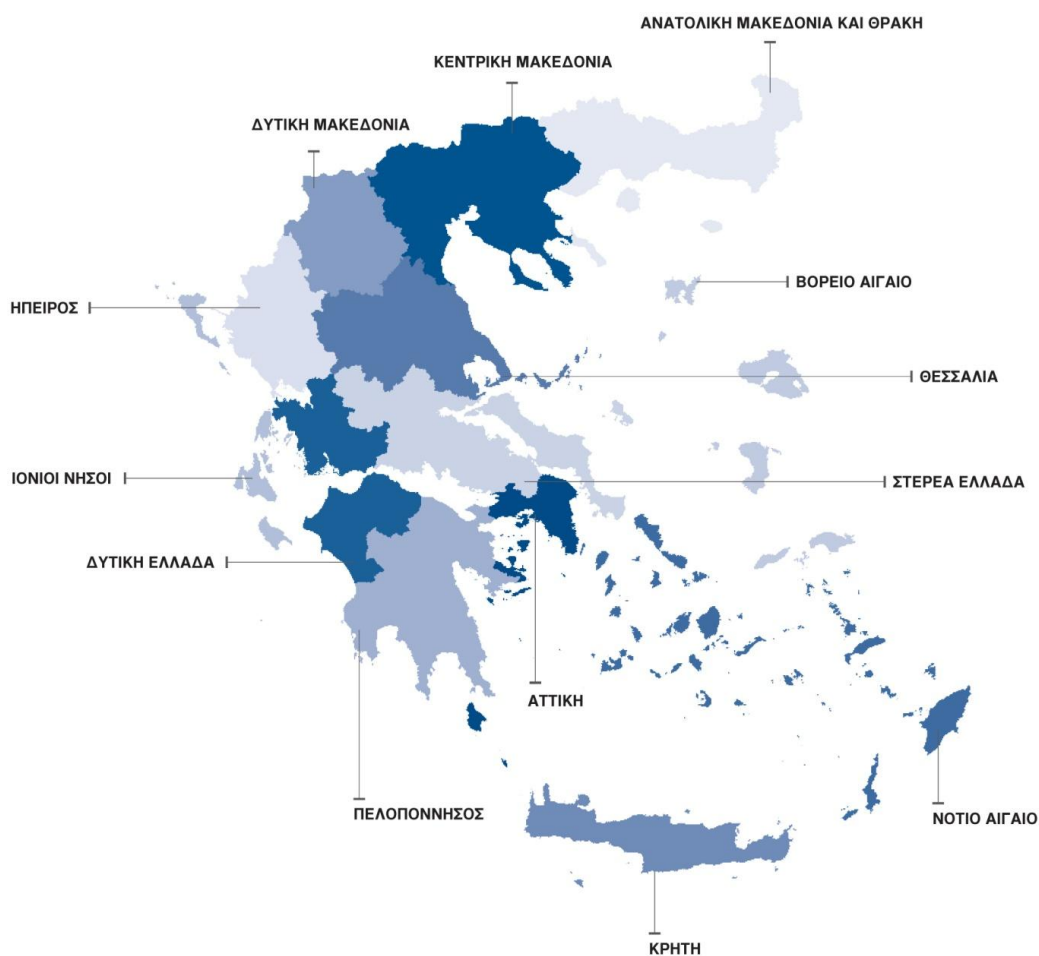 ΑΝΑΤΟΛΙΚΗ ΜΑΚΕΔΟΝΙΑ ΚΑΙ ΘΡΑΚΗ
ΚΕΝΤΡΙΚΗ ΜΑΚΕΔΟΝΙΑ
ΔΥΤΙΚΗ ΜΑΚΕΔΟΝΙΑ
ΒΟΡΕΙΟ ΑΙΓΑΙΟ
ΗΠΕΙΡΟΣ
ΘΕΣΣΑΛΙΑ
ΙΟΝΙΟΙ ΝΗΣΟΙ
ΣΤΕΡΕΑ ΕΛΛΑΔΑ
ΔΥΤΙΚΗ ΕΛΛΑΔΑ
ΑΤΤΙΚΗ
ΠΕΛΟΠΟΝΝΗΣΟΣ
ΝΟΤΙΟ ΑΙΓΑΙΟ
ΚΡΗΤΗ